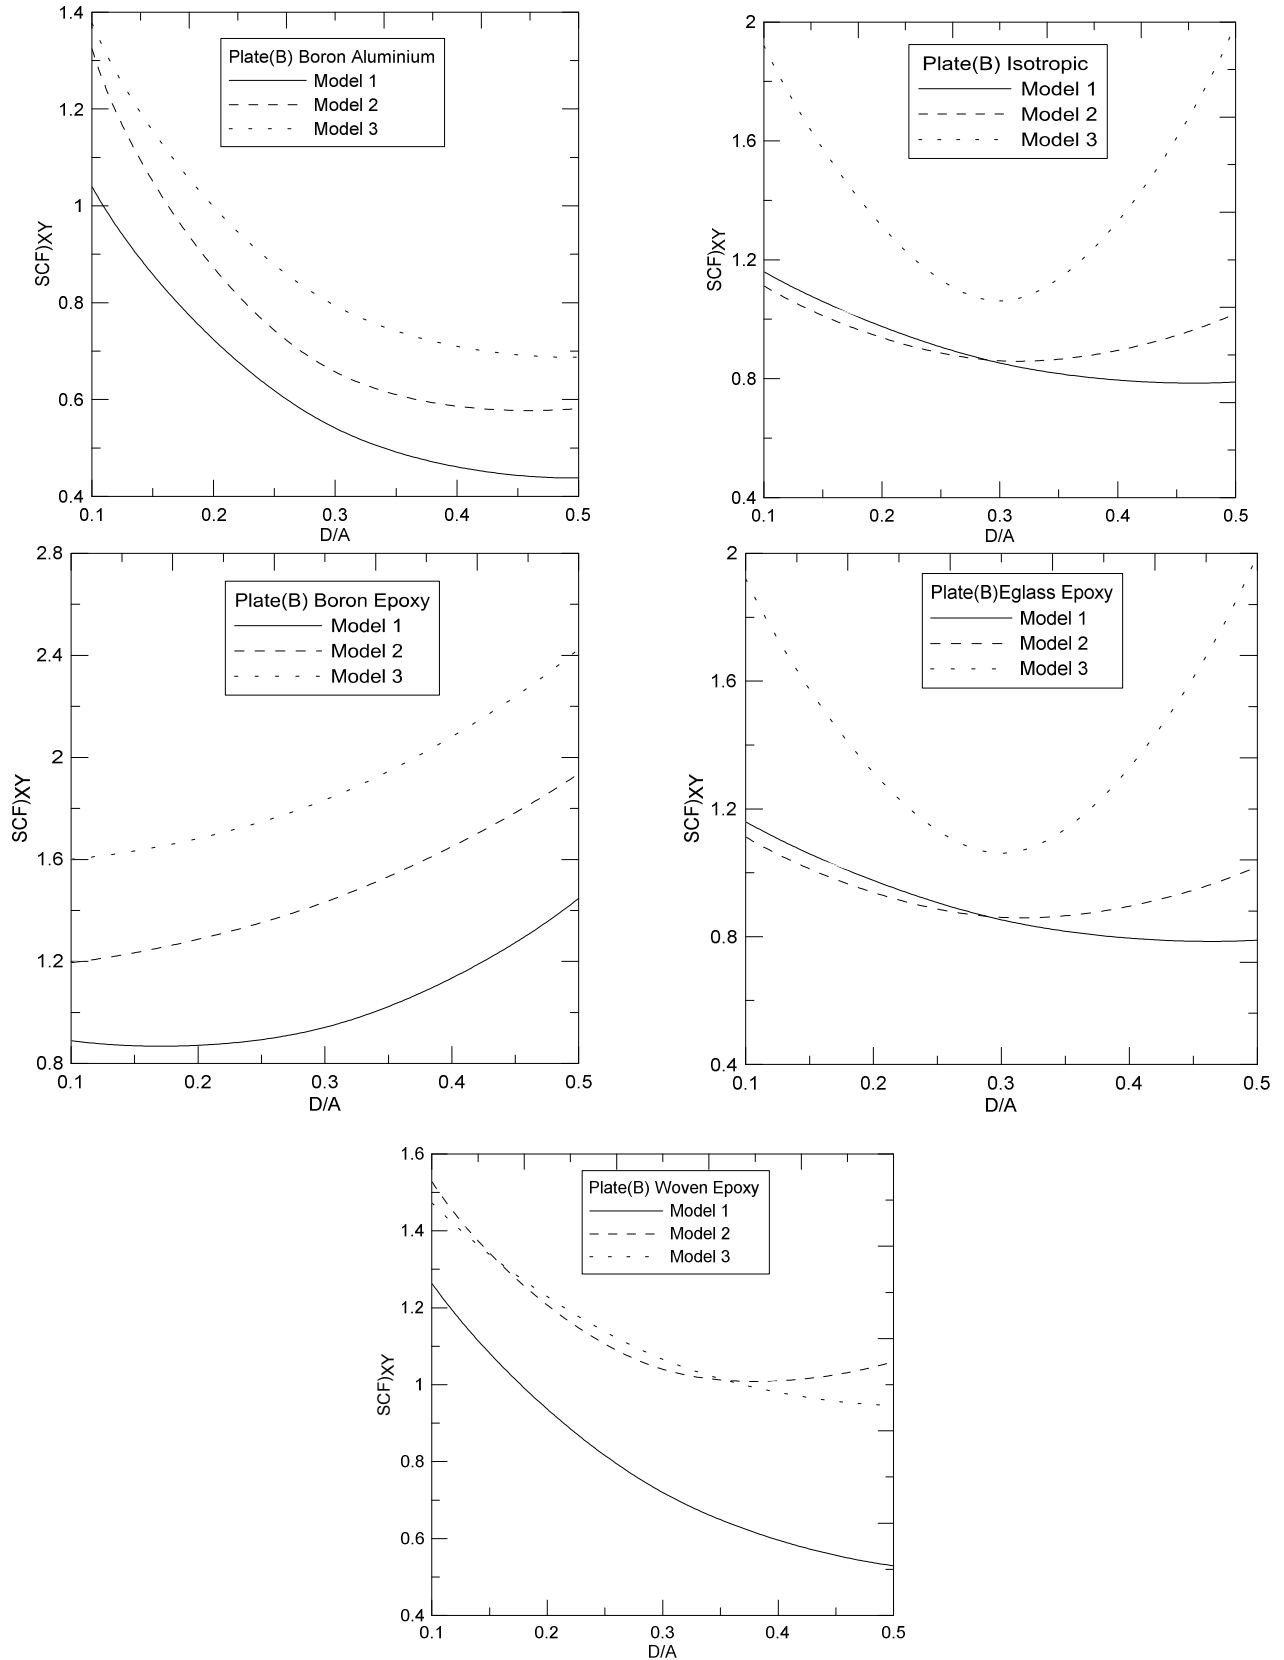 1.4
1.2
1
0.8
0.6
0.4
SCF)XY
Plate(B) Boron Aluminium
Model 1
Model 2
Model 3
0.1 0.2 0.3 0.4 0.5
D/A
2
1.6
1.2
0.8
0.4
SCF)XY
Plate(B) Isotropic
Model 1
Model 2
Model 3
0.1 0.2 0.3 0.4 0.5
D/A
2.8
2.4
2
1.6
1.2
0.8
SCF)XY
Plate(B) Boron Epoxy
Model 1
Model 2
Model 3
0.1 0.2 0.3 0.4 0.5
D/A
2
1.6
1.2
0.8
0.4
SCF)XY
Plate(B)Eglass Epoxy
Model 1
Model 2
Model 3
0.1 0.2 0.3 0.4 0.5
D/A
1.6
1.4
1.2
1
0.8
0.6
0.4
SCF)XY
Plate(B) Woven Epoxy
Model 1
Model 2
Model 3
0.1 0.2 0.3 0.4 0.5
D/A